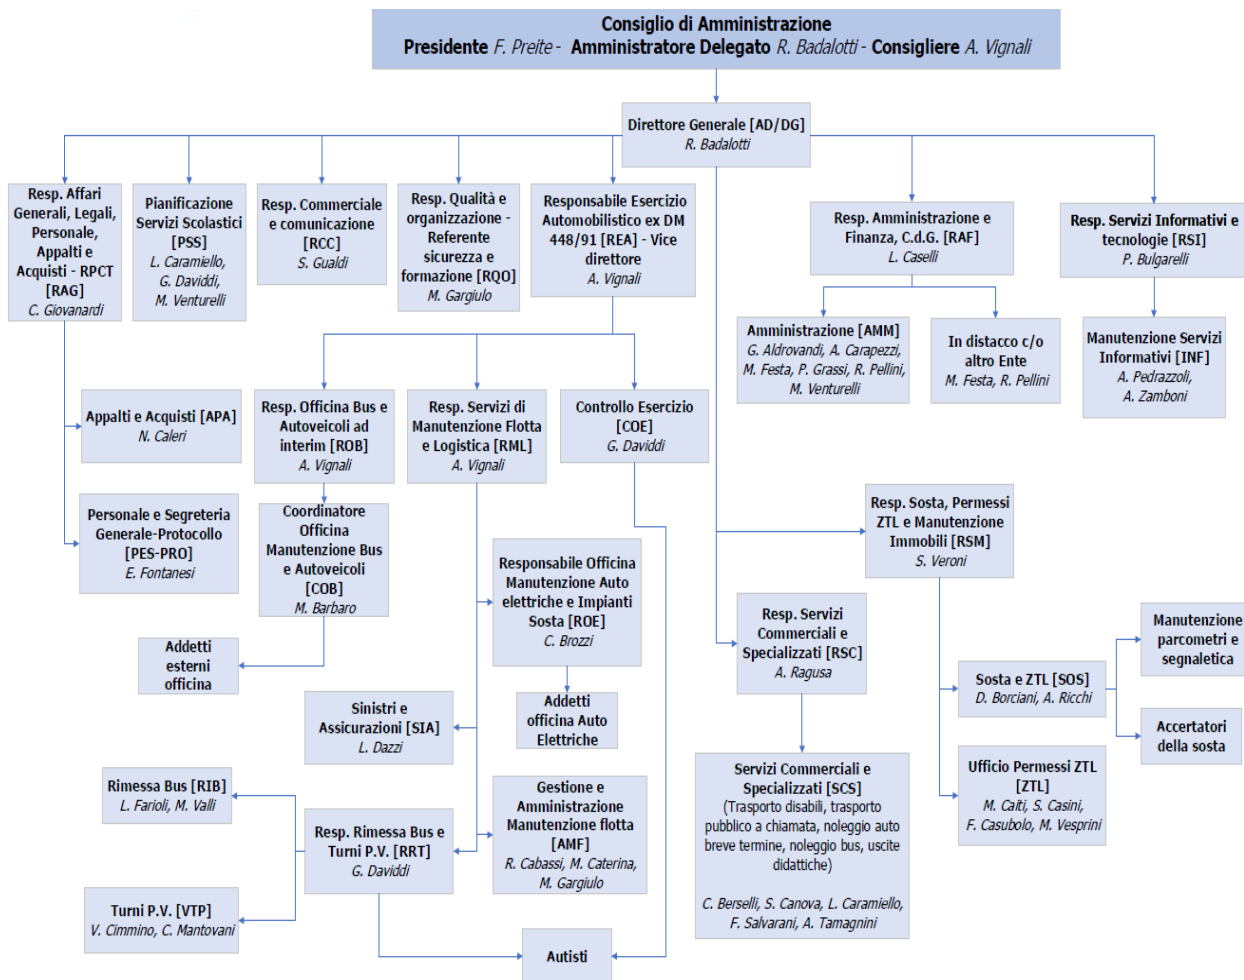 Consiglio di Amministrazione
Presidente F. Preite - Amministratore Delegato R. Badalotti - Consigliere A. Vignali
Direttore Generale [AD/DG]
R. Badalotti
Resp. Affari
Generali, Legali,
Personale,
Appalti e
Acquisti - RPCT
[RAG]
C. Giovanardi
Pianificazione
Servizi Scolastici
[PSS]
L. Caramiello,
G. Daviddi,
M. Venturelli
Resp. Commerciale
e comunicazione
[RCC]
S. Gualdi
Resp. Qualità e
organizzazione -
Referente
sicurezza e
formazione [RQO]
M. Gargiulo
Responsabile Esercizio
Automobilistico ex DM
448/91 [REA] - Vice
direttore
A. Vignali
Resp. Amministrazione e
Finanza, C.d.G. [RAF]
L. Caselli
Resp. Servizi Informativi e
tecnologie [RSI]
P. Bulgarelli
Amministrazione [AMM]
G. Aldrovandi, A. Carapezzi,
M. Festa, P. Grassi, R. Pellini,
M. Venturelli
In distacco c/o
altro Ente
M. Festa, R. Pellini
Manutenzione Servizi
Informativi [INF]
A. Pedrazzoli,
A. Zamboni
Appalti e Acquisti [APA]
N. Caleri
Resp. Officina Bus e
Autoveicoli ad
interim [ROB]
A. Vignali
Resp. Servizi di
Manutenzione Flotta
e Logistica [RML]
A. Vignali
Controllo Esercizio
[COE]
G. Daviddi
Personale e Segreteria
Generale-Protocollo
[PES-PRO]
E. Fontanesi
Coordinatore
Officina
Manutenzione Bus
e Autoveicoli
[COB]
M. Barbaro
Responsabile Officina
Manutenzione Auto
elettriche e Impianti
Sosta [ROE]
C. Brozzi
Resp. Sosta, Permessi
ZTL e Manutenzione
Immobili [RSM]
S. Veroni
Addetti
esterni
officina
Resp. Servizi
Commerciali e
Specializzati [RSC]
A. Ragusa
Manutenzione
parcometri e
segnaletica
Sosta e ZTL [SOS]
D. Borciani, A. Ricchi
Addetti
officina Auto
Elettriche
Sinistri e
Assicurazioni [SIA]
L. Dazzi
Accertatori
della sosta
Rimessa Bus [RIB]
L. Farioli, M. Valli
Gestione e
Amministrazione
Manutenzione flotta
[AMF]
R. Cabassi, M. Caterina,
M. Gargiulo
Servizi Commerciali e
Specializzati [SCS]
(Trasporto disabili, trasporto
pubblico a chiamata, noleggio auto
breve termine, noleggio bus, uscite
didattiche)
C. Berselli, S. Canova, L. Caramiello,
F. Salvarani, A. Tamagnini
Ufficio Permessi ZTL
[ZTL]
M. Caiti, S. Casini,
F. Casubolo, M. Vesprini
Resp. Rimessa Bus e
Turni P.V. [RRT]
G. Daviddi
Turni P.V. [VTP]
V. Cimmino, C. Mantovani
Autisti